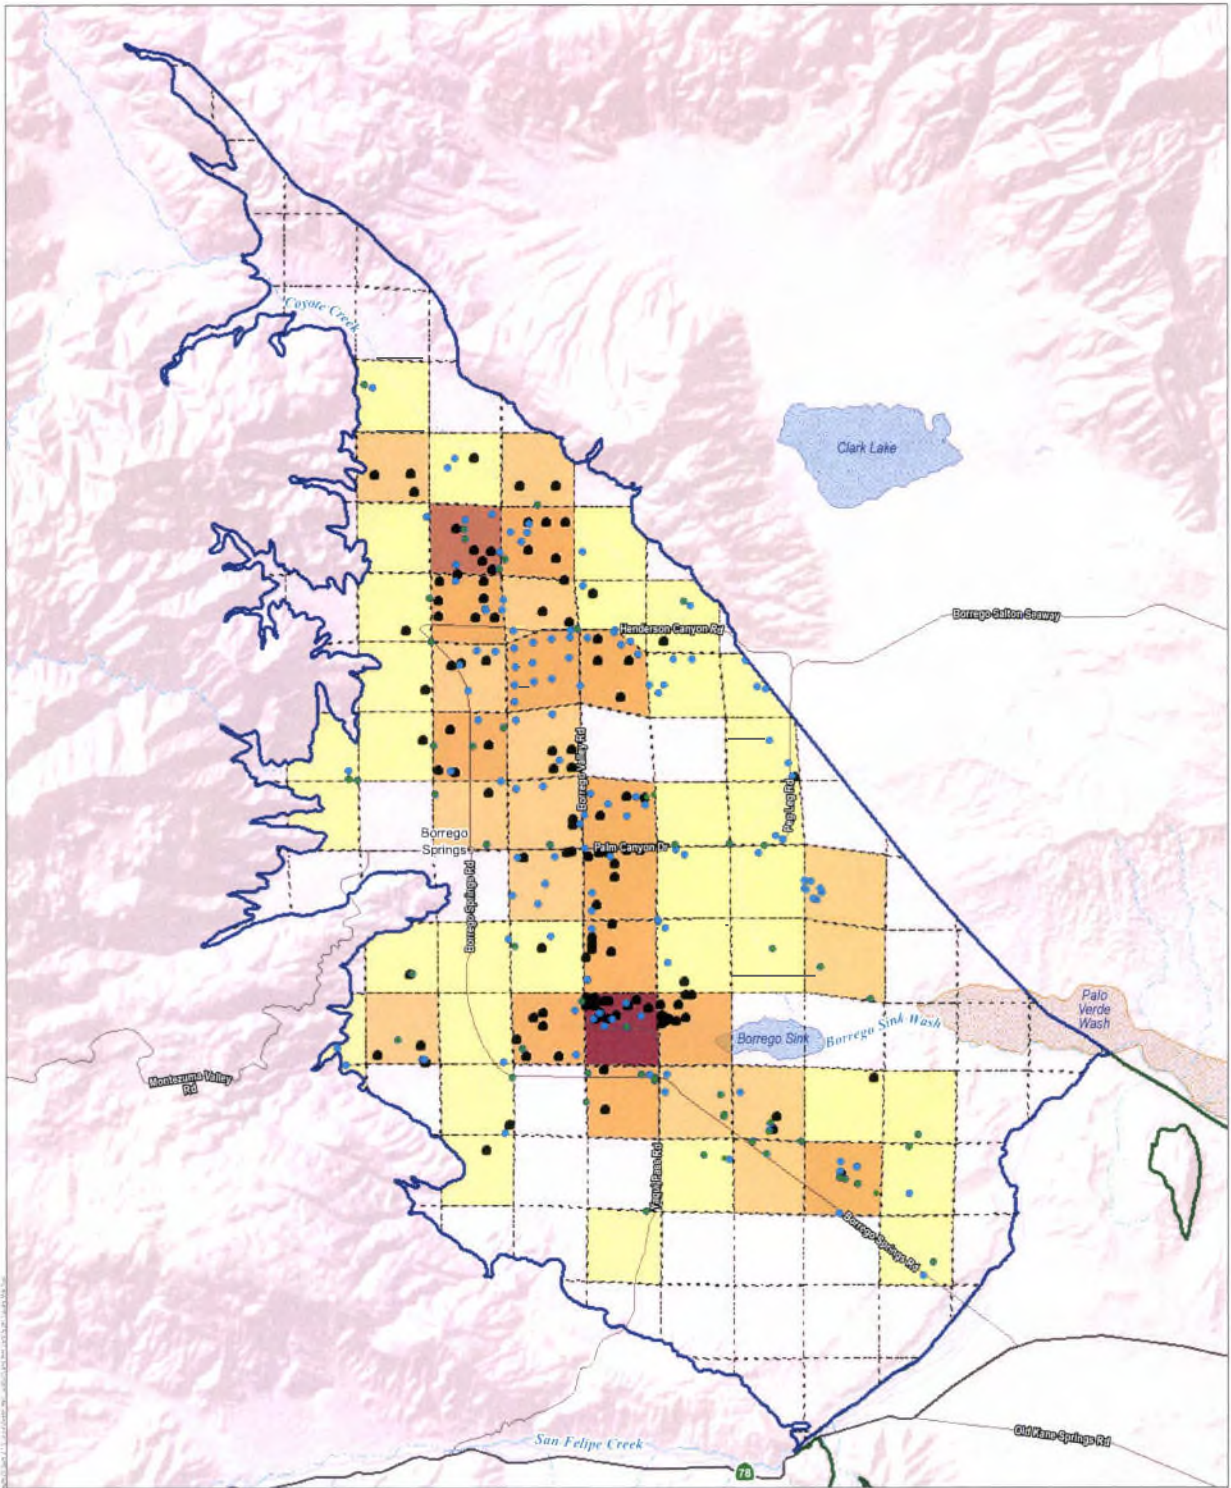 Coyote Creek
Clark Lake
Borrego Salton Seaway
Henderson Canyon Rd
Borrego Valley Rd
Peg Leg Rd
Borrego
Springs
Palm Canyon Dr
Borrego Springs Rd
Palo
Verde
Wash
Borrego Sink
Borrego Sink Wash
Montezuma Valley
Rd
Yaqui Pass Rd
Borrego Springs Rd
Old Kane Springs Rd
San Felipe Creek
78